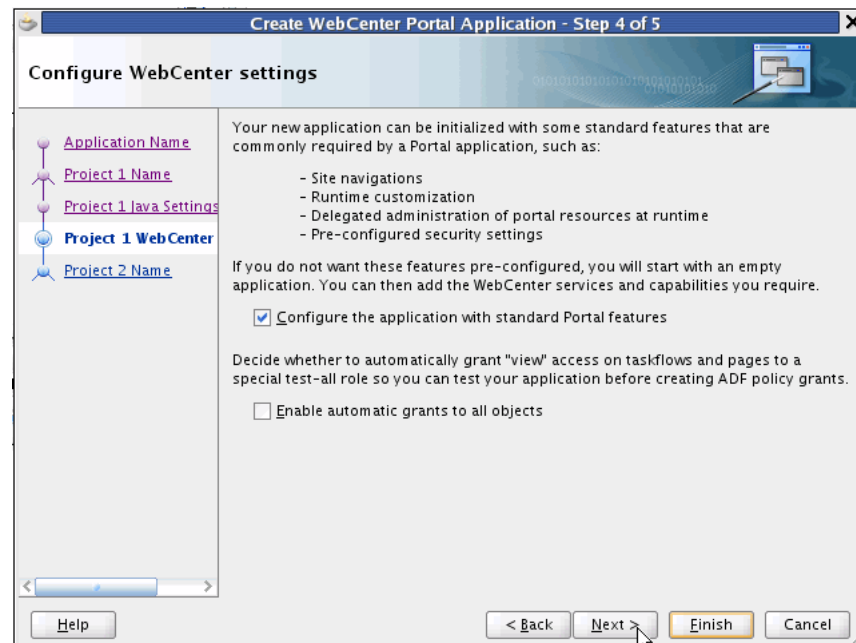 Create WebCenter Portal Application - Step 4 of 5
Configure WebCenter settings
Application Name
Project 1 Name
Project 1 Java Settings
Project 1 WebCenter
Project 2 Name
Your new application can be initialized with some standard features that are
commonly required by a Portal application, such as:
- Site navigations
- Runtime customization
- Delegated administration of portal resources at runtime
- Pre-configured security settings
If you do not want these features pre-configured, you will start with an empty
application. You can then add the WebCenter services and capabilities you require.
Configure the application with standard Portal features
Decide whether to automatically grant "view" access on taskflows and pages to a
special test-all role so you can test your application before creating ADF policy grants.
Enable automatic grants to all objects
Help
< Back
Next >
Finish
Cancel